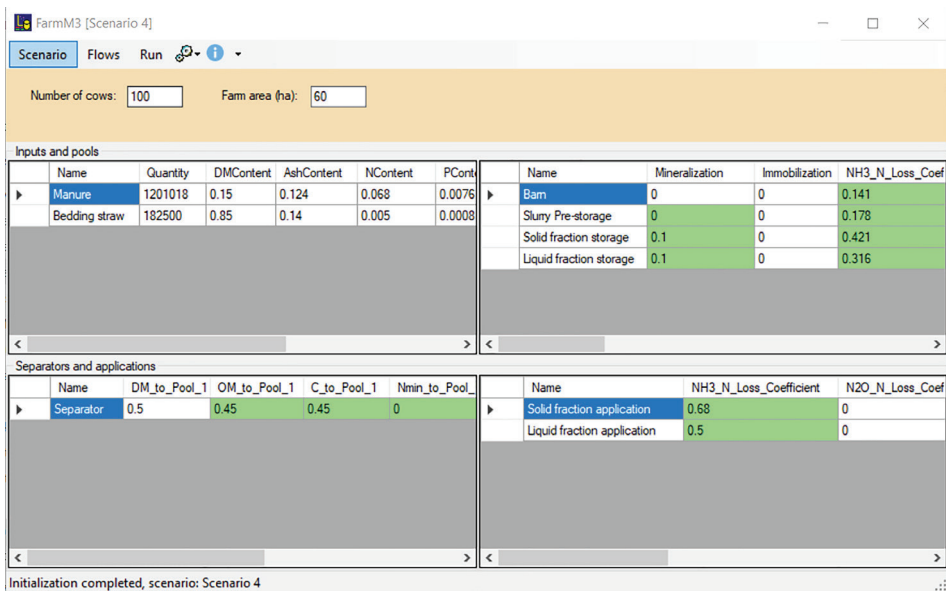 FarmM3 [Scenario 4]
Scenario Flows Run
Number of cows: 100 Farm area (ha): 60
Inputs and pools
Name Quantity DMContent AshContent NContent PConte
Manure 1201018 0.15 0.124 0.068 0.0076
Bedding straw 182500 0.85 0.14 0.005 0.0008
Name Mineralization Immobilization NH3_N_Loss_Coef
Barn 0 0 0.141
Slurry Pre-storage 0 0 0.178
Solid fraction storage 0.1 0 0.421
Liquid fraction storage 0.1 0 0.316
Separators and applications
Name DM_to_Pool_1 OM_to_Pool_1 C_to_Pool_1 Nmin_to_Pool_
Separator 0.5 0.45 0.45 0
Name NH3_N_Loss_Coefficient N2O_N_Loss_Coef
Solid fraction application 0.68 0
Liquid fraction application 0.5 0
Initialization completed, scenario: Scenario 4